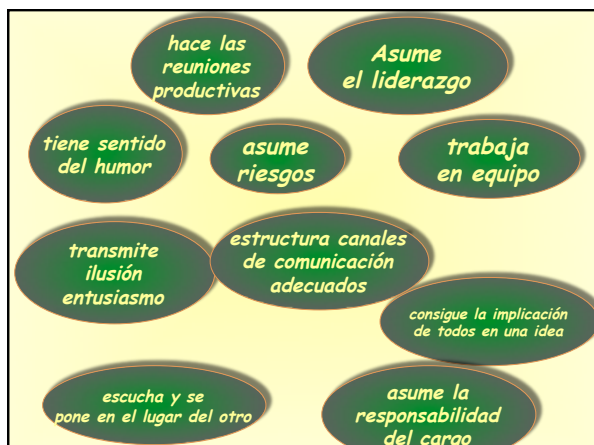 hace las
reuniones
productivas
Asume
el liderazgo
tiene sentido
del humor
asume
riesgos
trabaja
en equipo
transmite
ilusión
entusiasmo
estructura canales
de comunicación
adecuados
consigue la implicación
de todos en una idea
escucha y se
pone en el lugar del otro
asume la
responsabilidad
del cargo